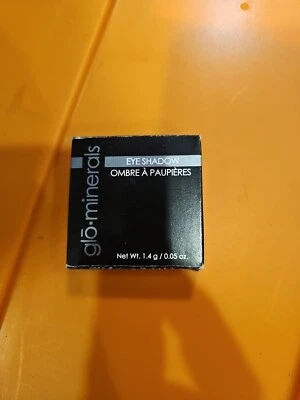 glō·minerals
EYE SHADOW
OMBRE À PAUPIÈRES
Net Wt. 1.4 g / 0.05 oz.